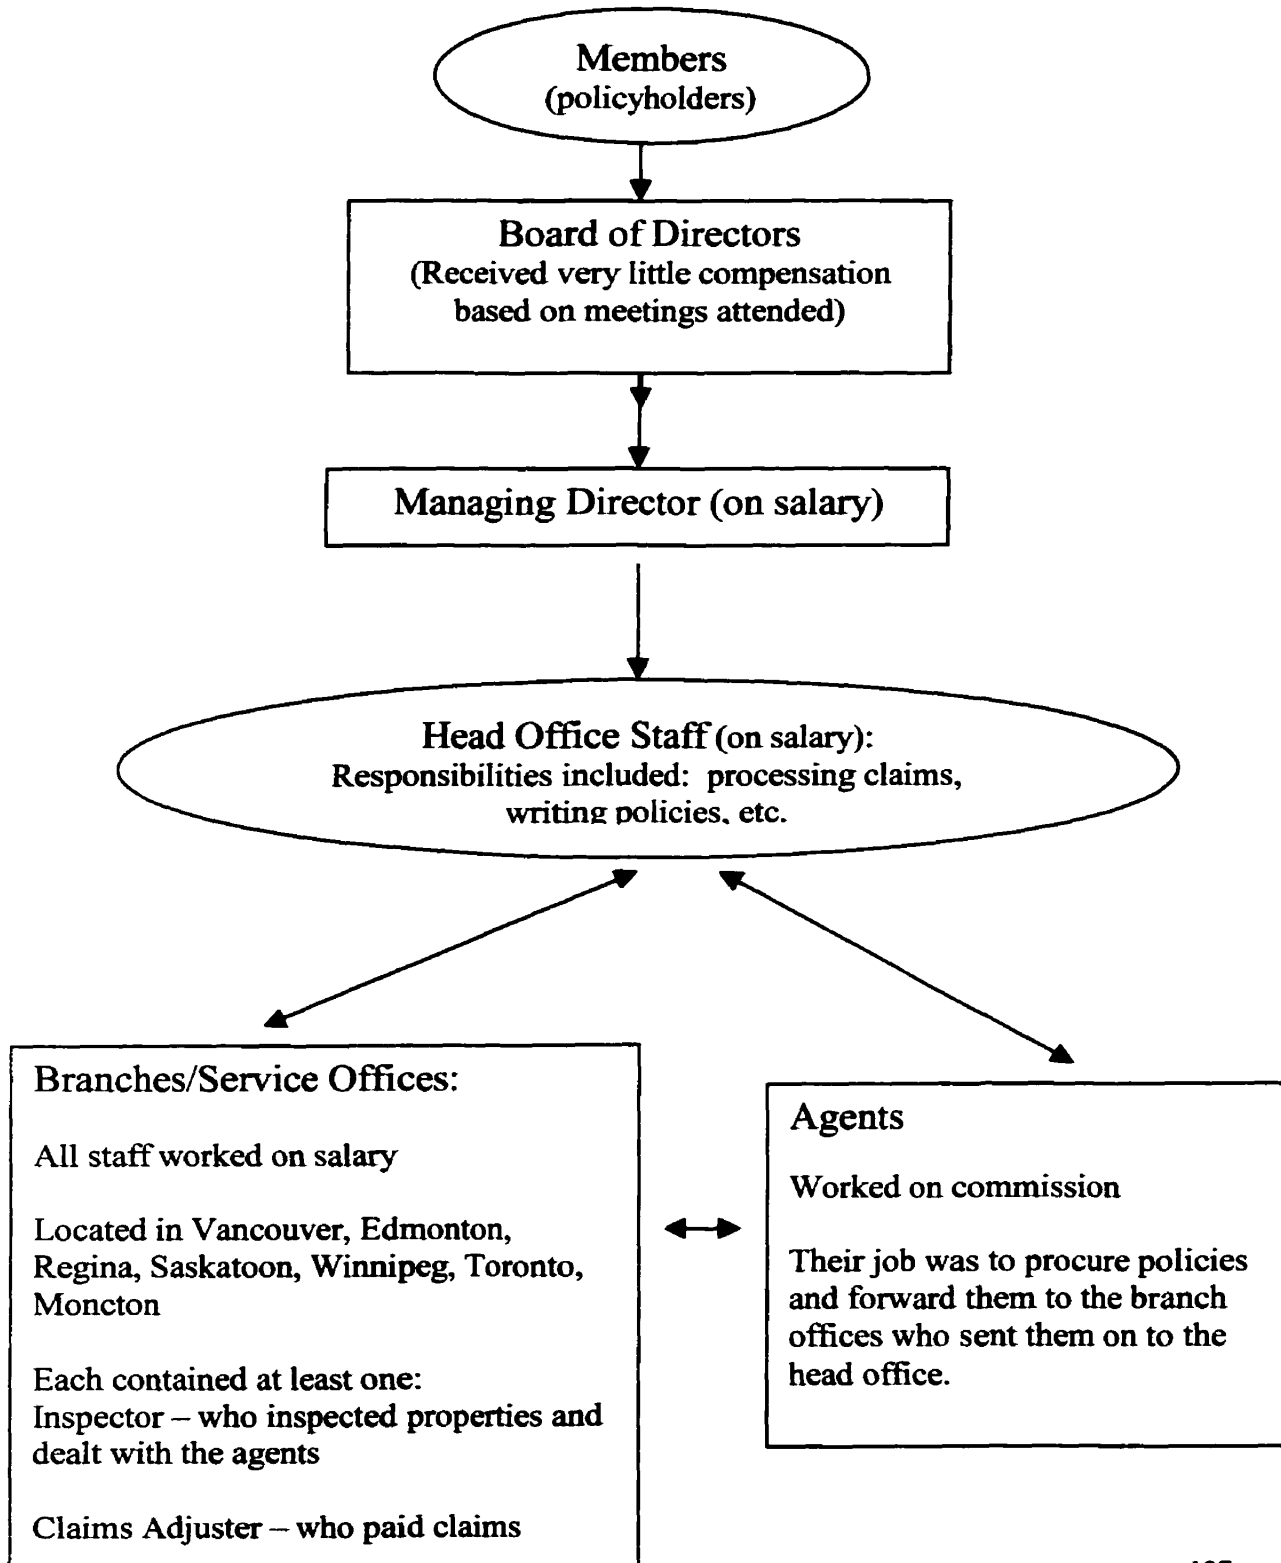 Members
(policyholders)
Board of Directors
(Received very little compensation
based on meetings attended)
Managing Director (on salary)
Head Office Staff (on salary):
Responsibilities included: processing claims,
writing policies, etc.
Branches/Service Offices:
All staff worked on salary
Located in Vancouver, Edmonton,
Regina, Saskatoon, Winnipeg, Toronto,
Moncton
Each contained at least one:
Inspector – who inspected properties and
dealt with the agents
Claims Adjuster – who paid claims
Agents
Worked on commission
Their job was to procure policies
and forward them to the branch
offices who sent them on to the
head office.